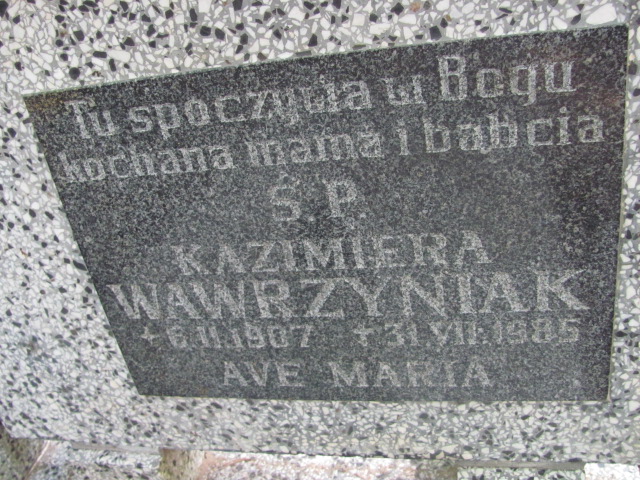 Tu spoczywa w Bogu
kochana mama i babcia
Ś.P.
KAZIMIERA
WAWRZYNIAK
+6.II.1907 +31.VII.1985
AVE MARIA